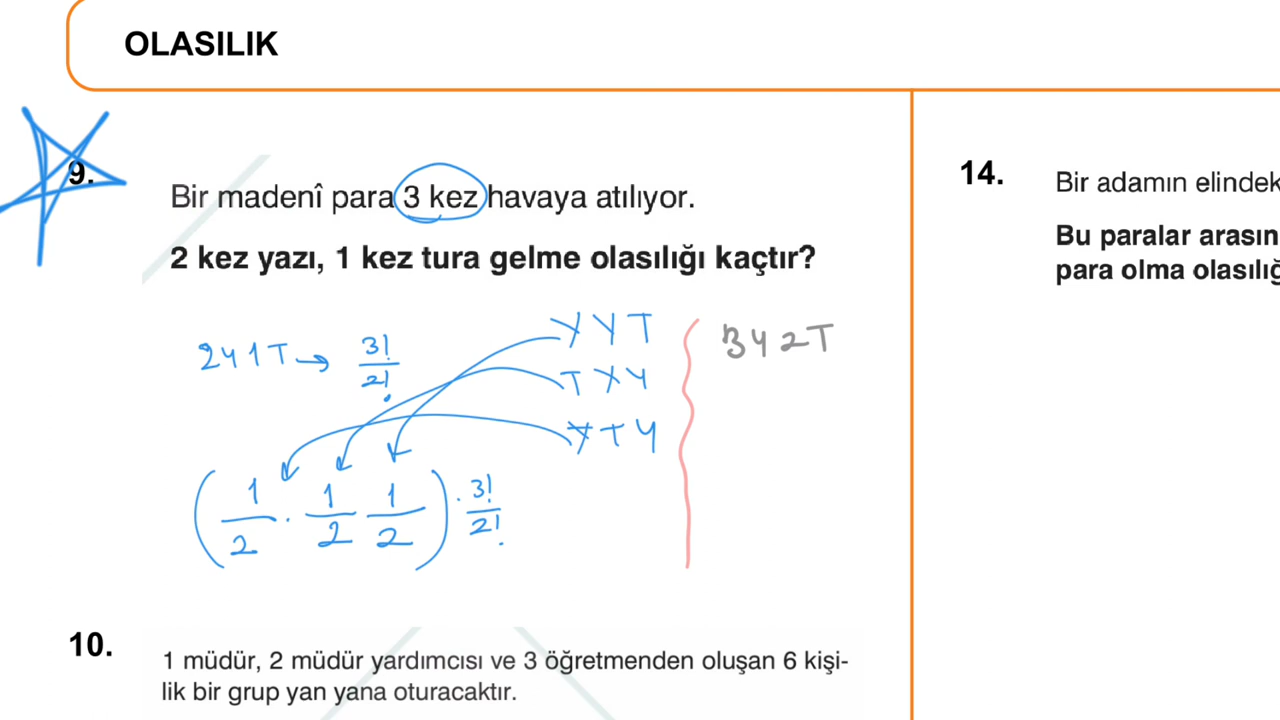 OLASILIK
9.
Bir madenî para 3 kez havaya atılıyor.
2 kez yazı, 1 kez tura gelme olasılığı kaçtır?
2Y 1T → 3!/2!
YYT
TYY
YTY
3Y 2T
(1/2 · 1/2 1/2) · 3!/2!
10.
1 müdür, 2 müdür yardımcısı ve 3 öğretmenden oluşan 6 kişi-
lik bir grup yan yana oturacaktır.
14.
Bir adamın elindek
Bu paralar arasın
para olma olasılığ